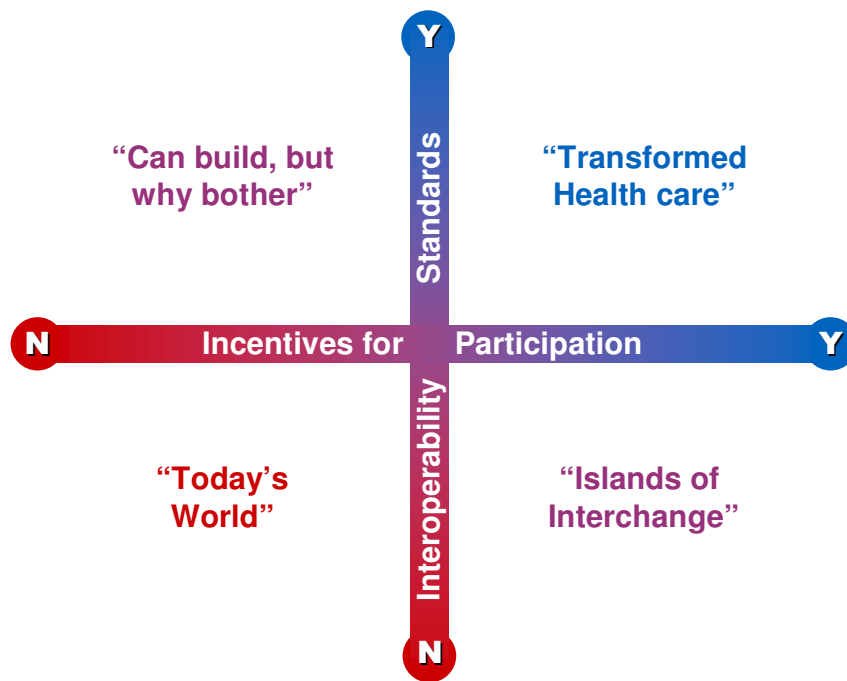 Y
“Can build, but
why bother”
“Transformed
Health care”
Interoperability Standards
N
Incentives for Participation
Y
“Today’s
World”
“Islands of
Interchange”
N